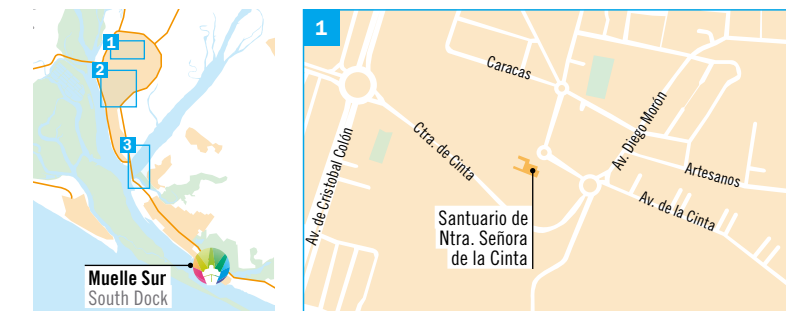 1
2
3
Muelle Sur
South Dock
1
Caracas
Ctra. de Cinta
Av. de Cristobal Colón
Av. Diego Morón
Artesanos
Av. de la Cinta
Santuario de
Ntra. Señora
de la Cinta